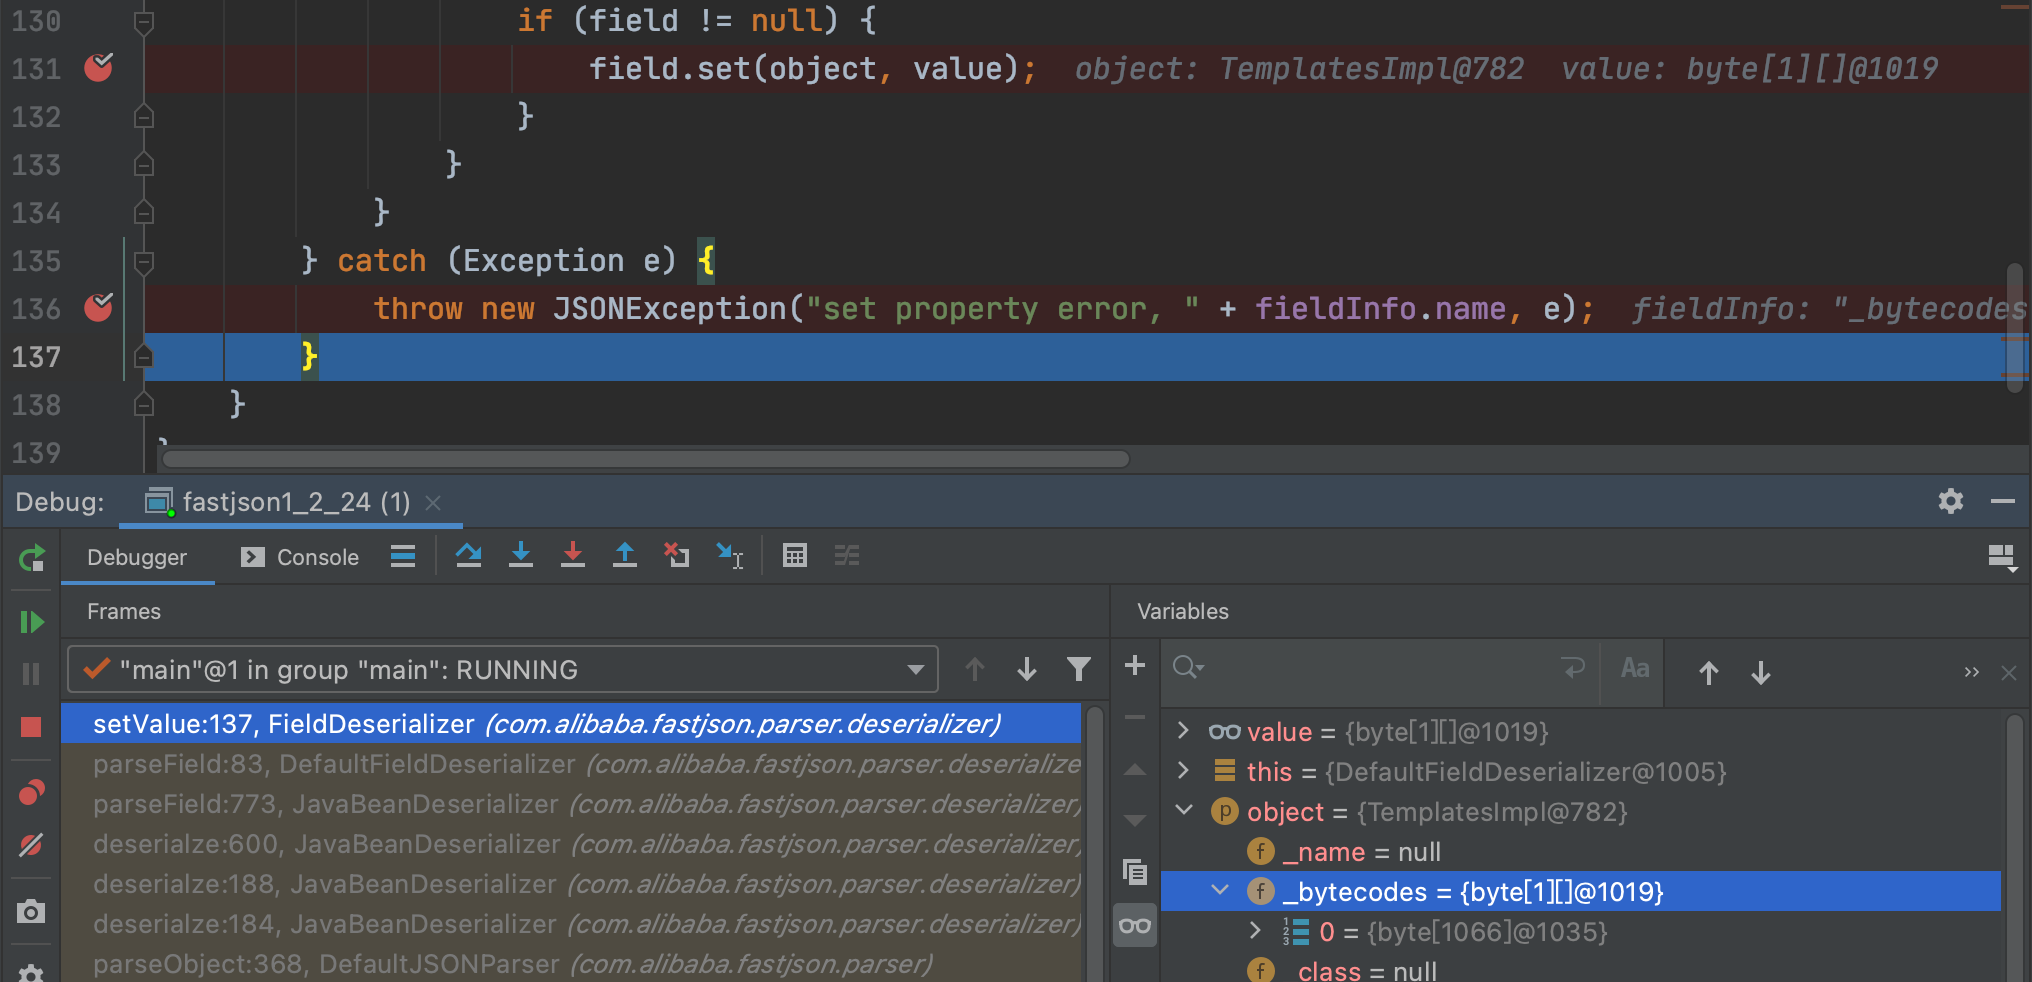 130 if (field != null) {
131 field.set(object, value); object: TemplatesImpl@782 value: byte[1][]@1019
132 }
133 }
134 }
135 } catch (Exception e) {
136 throw new JSONException("set property error, " + fieldInfo.name, e); fieldInfo: "_bytecodes
137 }
138 }
139
Debug: fastjson1_2_24 (1)
Debugger Console
Frames
Variables
"main"@1 in group "main": RUNNING
Aa
setValue:137, FieldDeserializer (com.alibaba.fastjson.parser.deserializer)
parseField:83, DefaultFieldDeserializer (com.alibaba.fastjson.parser.deserialize
parseField:773, JavaBeanDeserializer (com.alibaba.fastjson.parser.deserializer)
deserialze:600, JavaBeanDeserializer (com.alibaba.fastjson.parser.deserializer)
deserialze:188, JavaBeanDeserializer (com.alibaba.fastjson.parser.deserializer)
deserialze:184, JavaBeanDeserializer (com.alibaba.fastjson.parser.deserializer)
parseObject:368, DefaultJSONParser (com.alibaba.fastjson.parser)
value = {byte[1][]@1019}
this = {DefaultFieldDeserializer@1005}
p object = {TemplatesImpl@782}
f _name = null
f _bytecodes = {byte[1][]@1019}
0 = {byte[1066]@1035}
f _class = null